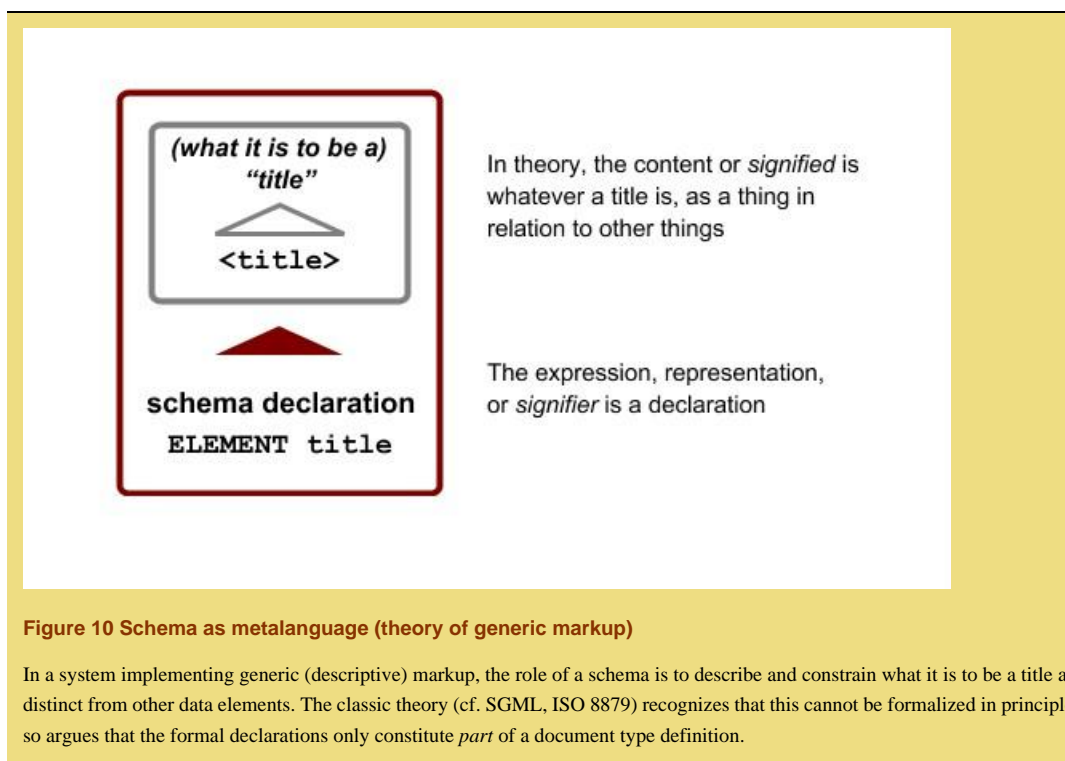 (what it is to be a)
“title”
<title>
schema declaration
ELEMENT title
In theory, the content or signified is
whatever a title is, as a thing in
relation to other things
The expression, representation,
or signifier is a declaration
Figure 10 Schema as metalanguage (theory of generic markup)
In a system implementing generic (descriptive) markup, the role of a schema is to describe and constrain what it is to be a title a
distinct from other data elements. The classic theory (cf. SGML, ISO 8879) recognizes that this cannot be formalized in principl
so argues that the formal declarations only constitute part of a document type definition.